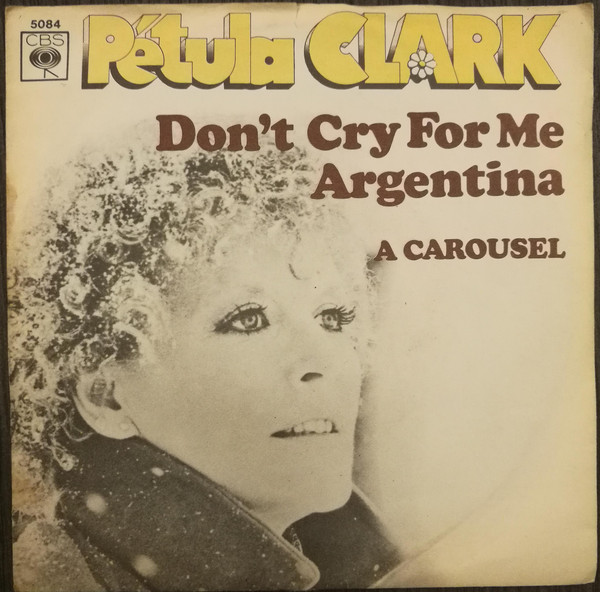 5084
CBS
Pétula CLARK
Don't Cry For Me
Argentina
A CAROUSEL